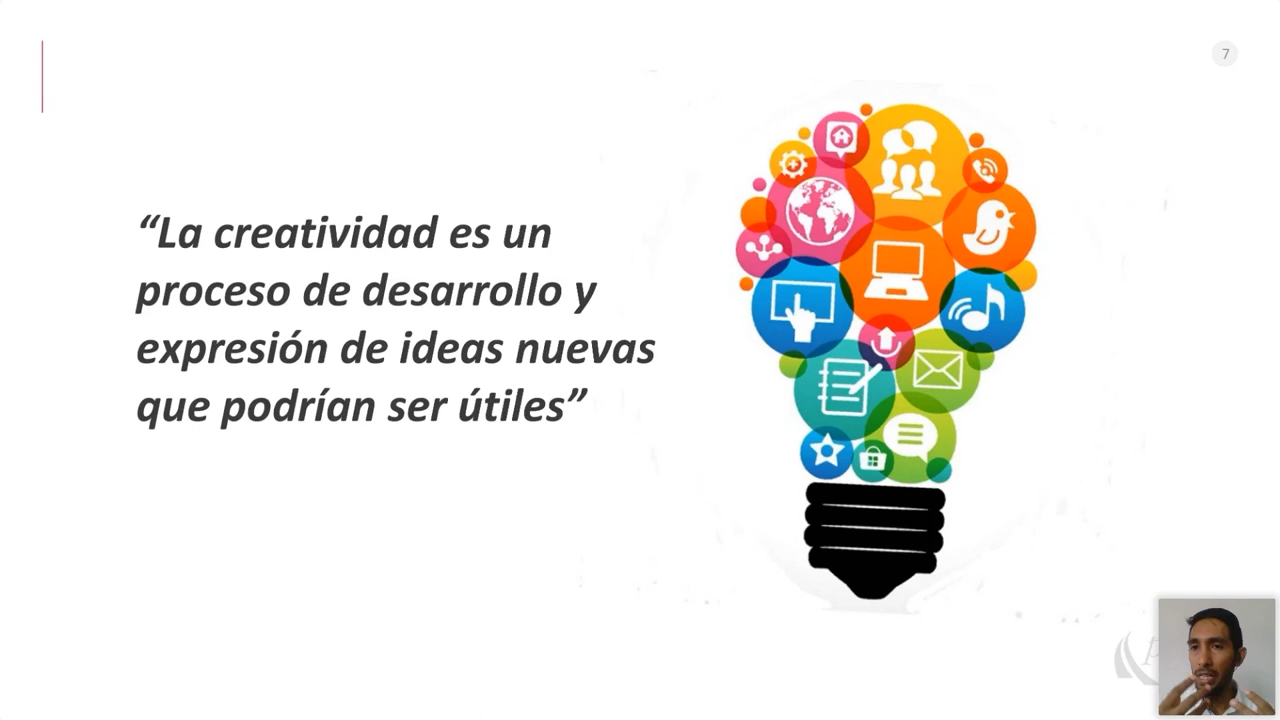 7
“La creatividad es un
proceso de desarrollo y
expresión de ideas nuevas
que podrían ser útiles”